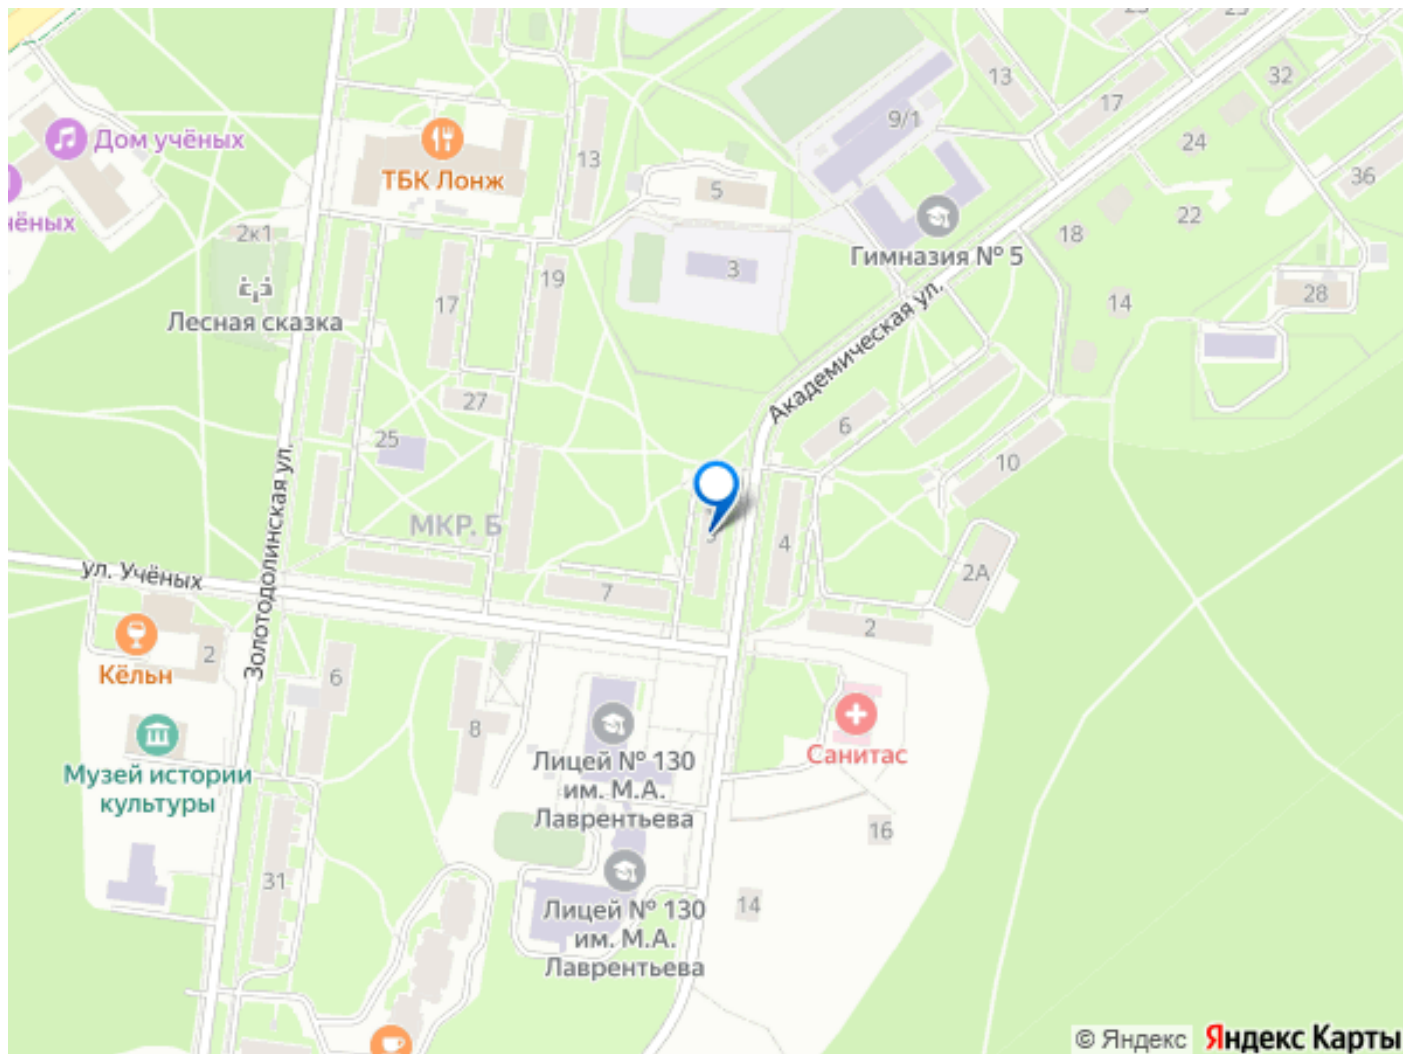 23
23
13
32
17
9/1
24
Дом учёных
13
ТБК Лонж
5
36
нёных
2к1
22
18
Гимназия № 5
3
19
17
14
28
Лесная сказка
Академическая ул.
27
25
6
10
Золотодолинская ул.
МКР. Б
4
2А
ул. Учёных
7
2
2
6
Кёльн
8
Санитас
Лицей № 130
им. М.А.
Лаврентьева
Музей истории
культуры
16
31
14
Лицей № 130
им. М.А.
Лаврентьева
© Яндекс Яндекс Карты